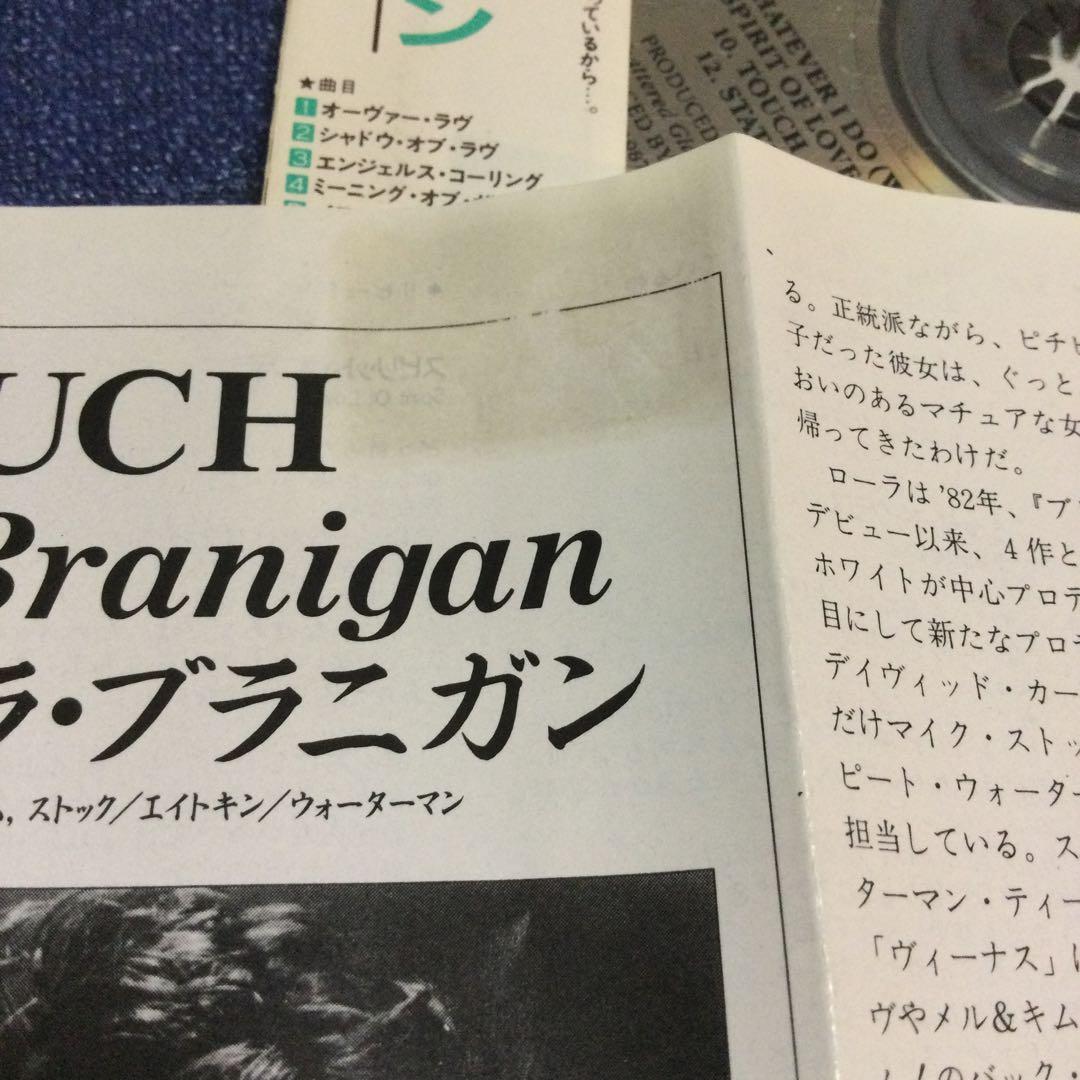 ン
ているから…。
★曲目
1 オーヴァー・ラヴ
2 シャドウ・オブ・ラヴ
3 エンジェルス・コーリング
4 ミーニング・オブ・
HATEVER I DO (W
SPIRIT OF LOVE
10. TOUCH
12. STAT
PRODUCED
ED BY
UCH
Branigan
ラ・ブラニガン
ストック/エイトキン/ウォーターマン
る。正統派ながら、ピチピ
子だった彼女は、ぐっと
おいのあるマチュアな女
帰ってきたわけだ。
ローラは'82年、『ブ
デビュー以来、4作と
ホワイトが中心プロデ
目にして新たなプロデ
デイヴィッド・カー
だけマイク・ストッ
ピート・ウォーター
担当している。ス
ターマン・ティー
「ヴィーナス」
ヴやメル&キム
のバック・